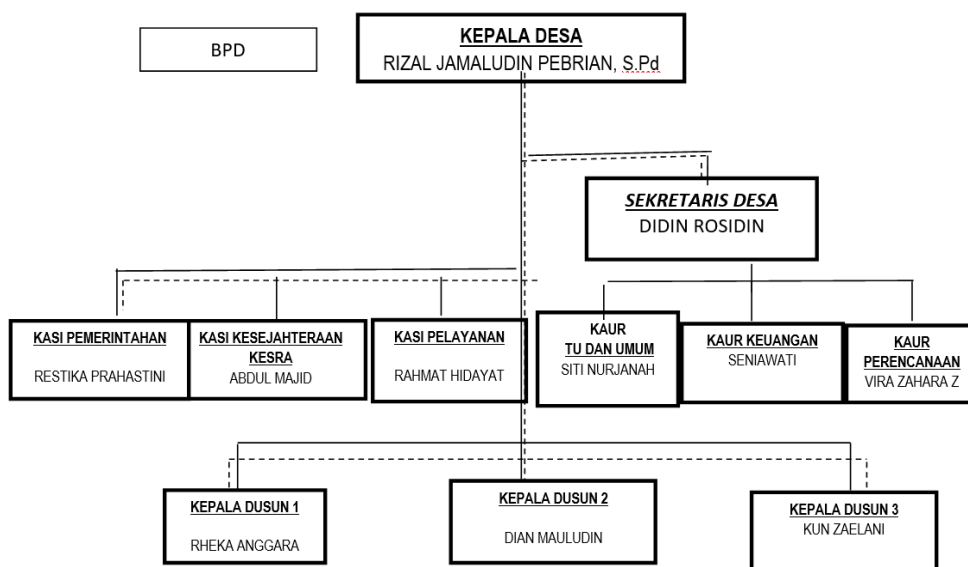 BPD
KEPALA DESA
RIZAL JAMALUDIN PEBRIAN, S.Pd
SEKRETARIS DESA
DIDIN ROSIDIN
KASI PEMERINTAHAN
RESTIKA PRAHASTINI
KASI KESEJAHTERAAN
KESRA
ABDUL MAJID
KASI PELAYANAN
RAHMAT HIDAYAT
KAUR
TU DAN UMUM
SITI NURJANAH
KAUR KEUANGAN
SENIAWATI
KAUR
PERENCANAAN
VIRA ZAHARA Z
KEPALA DUSUN 1
RHEKA ANGGARA
KEPALA DUSUN 2
DIAN MAULUDIN
KEPALA DUSUN 3
KUN ZAELANI